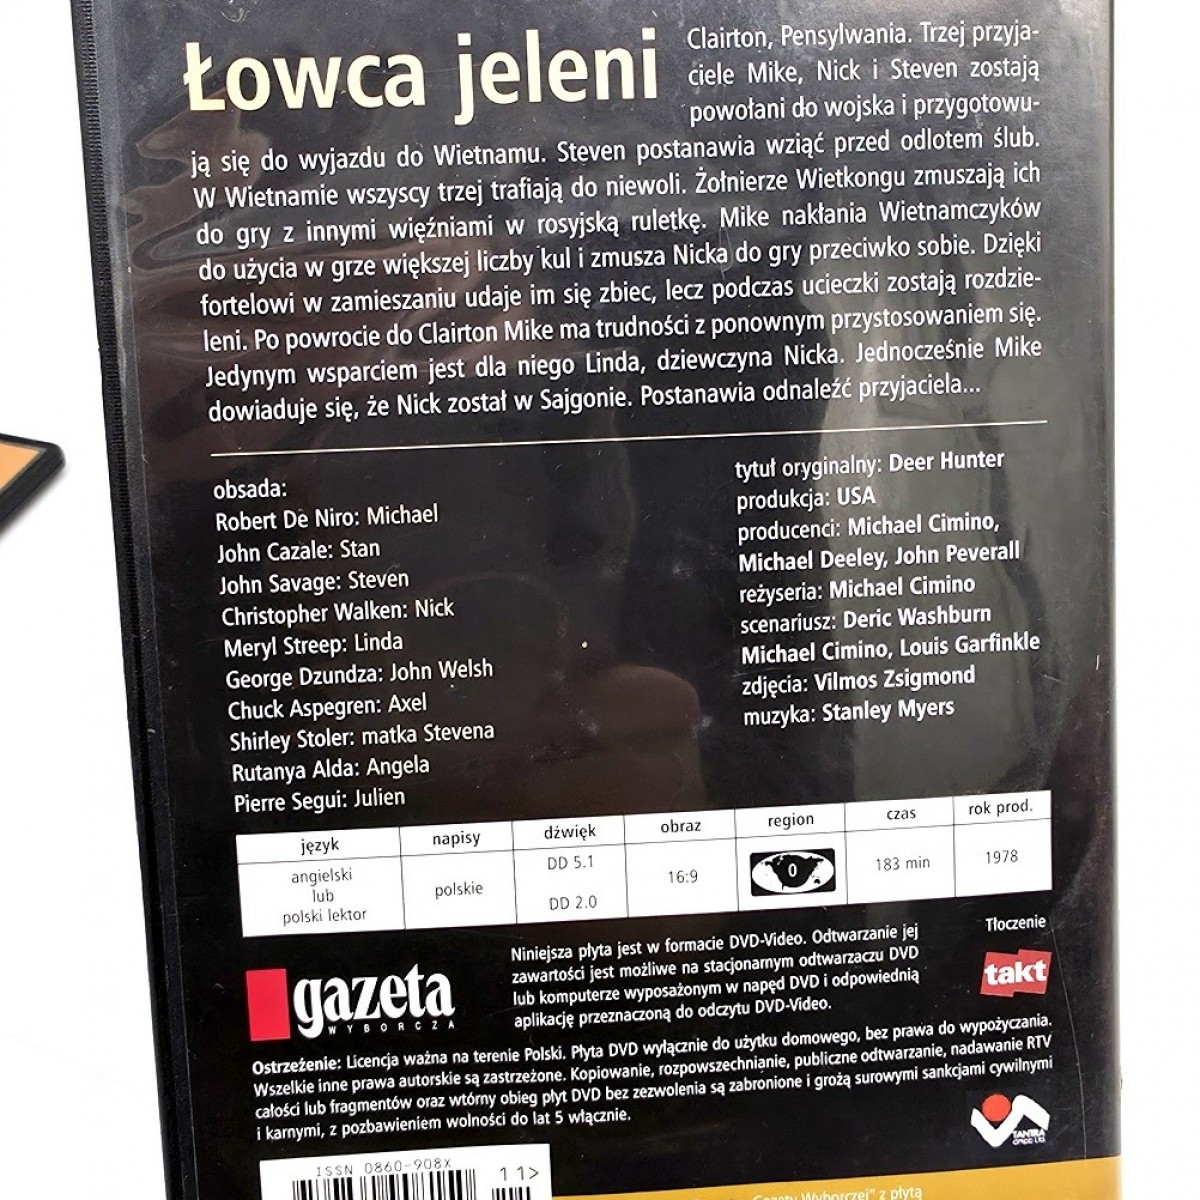 Łowca jeleni
Clairton, Pensylwania. Trzej przyja-
ciele Mike, Nick i Steven zostają
powołani do wojska i przygotowu-
ją się do wyjazdu do Wietnamu. Steven postanawia wziąć przed odlotem ślub.
W Wietnamie wszyscy trzej trafiają do niewoli. Żołnierze Wietkongu zmuszają ich
do gry z innymi więźniami w rosyjską ruletkę. Mike nakłania Wietnamczyków
do użycia w grze większej liczby kul i zmusza Nicka do gry przeciwko sobie. Dzięki
fortelowi w zamieszaniu udaje im się zbiec, lecz podczas ucieczki zostają rozdzie-
leni. Po powrocie do Clairton Mike ma trudności z ponownym przystosowaniem się.
Jedynym wsparciem jest dla niego Linda, dziewczyna Nicka. Jednocześnie Mike
dowiaduje się, że Nick został w Sajgonie. Postanawia odnaleźć przyjaciela...
obsada:
Robert De Niro: Michael
John Cazale: Stan
John Savage: Steven
Christopher Walken: Nick
Meryl Streep: Linda
George Dzundza: John Welsh
Chuck Aspegren: Axel
Shirley Stoler: matka Stevena
Rutanya Alda: Angela
Pierre Segui: Julien
tytuł oryginalny: Deer Hunter
produkcja: USA
producenci: Michael Cimino,
Michael Deeley, John Peverall
reżyseria: Michael Cimino
scenariusz: Deric Washburn
Michael Cimino, Louis Garfinkle
zdjęcia: Vilmos Zsigmond
muzyka: Stanley Myers
język napisy dźwięk obraz region czas rok prod.
angielski
lub
polski lektor
polskie
DD 5.1
DD 2.0
16:9
0
183 min
1978
gazeta
WYBORCZA
Niniejsza płyta jest w formacie DVD-Video. Odtwarzanie jej
zawartości jest możliwe na stacjonarnym odtwarzaczu DVD
lub komputerze wyposażonym w napęd DVD i odpowiednią
aplikację przeznaczoną do odczytu DVD-Video.
Tłoczenie
takt
Ostrzeżenie: Licencja ważna na terenie Polski. Płyta DVD wyłącznie do użytku domowego, bez prawa do wypożyczania.
Wszelkie inne prawa autorskie są zastrzeżone. Kopiowanie, rozpowszechnianie, publiczne odtwarzanie, nadawanie RTV
całości lub fragmentów oraz wtórny obieg płyt DVD bez zezwolenia są zabronione i grożą surowymi sankcjami cywilnymi
i karnymi, z pozbawieniem wolności do lat 5 włącznie.
TANTRA
ISSN 0860-908X
11>
Gazety Wyborczej" z płytą